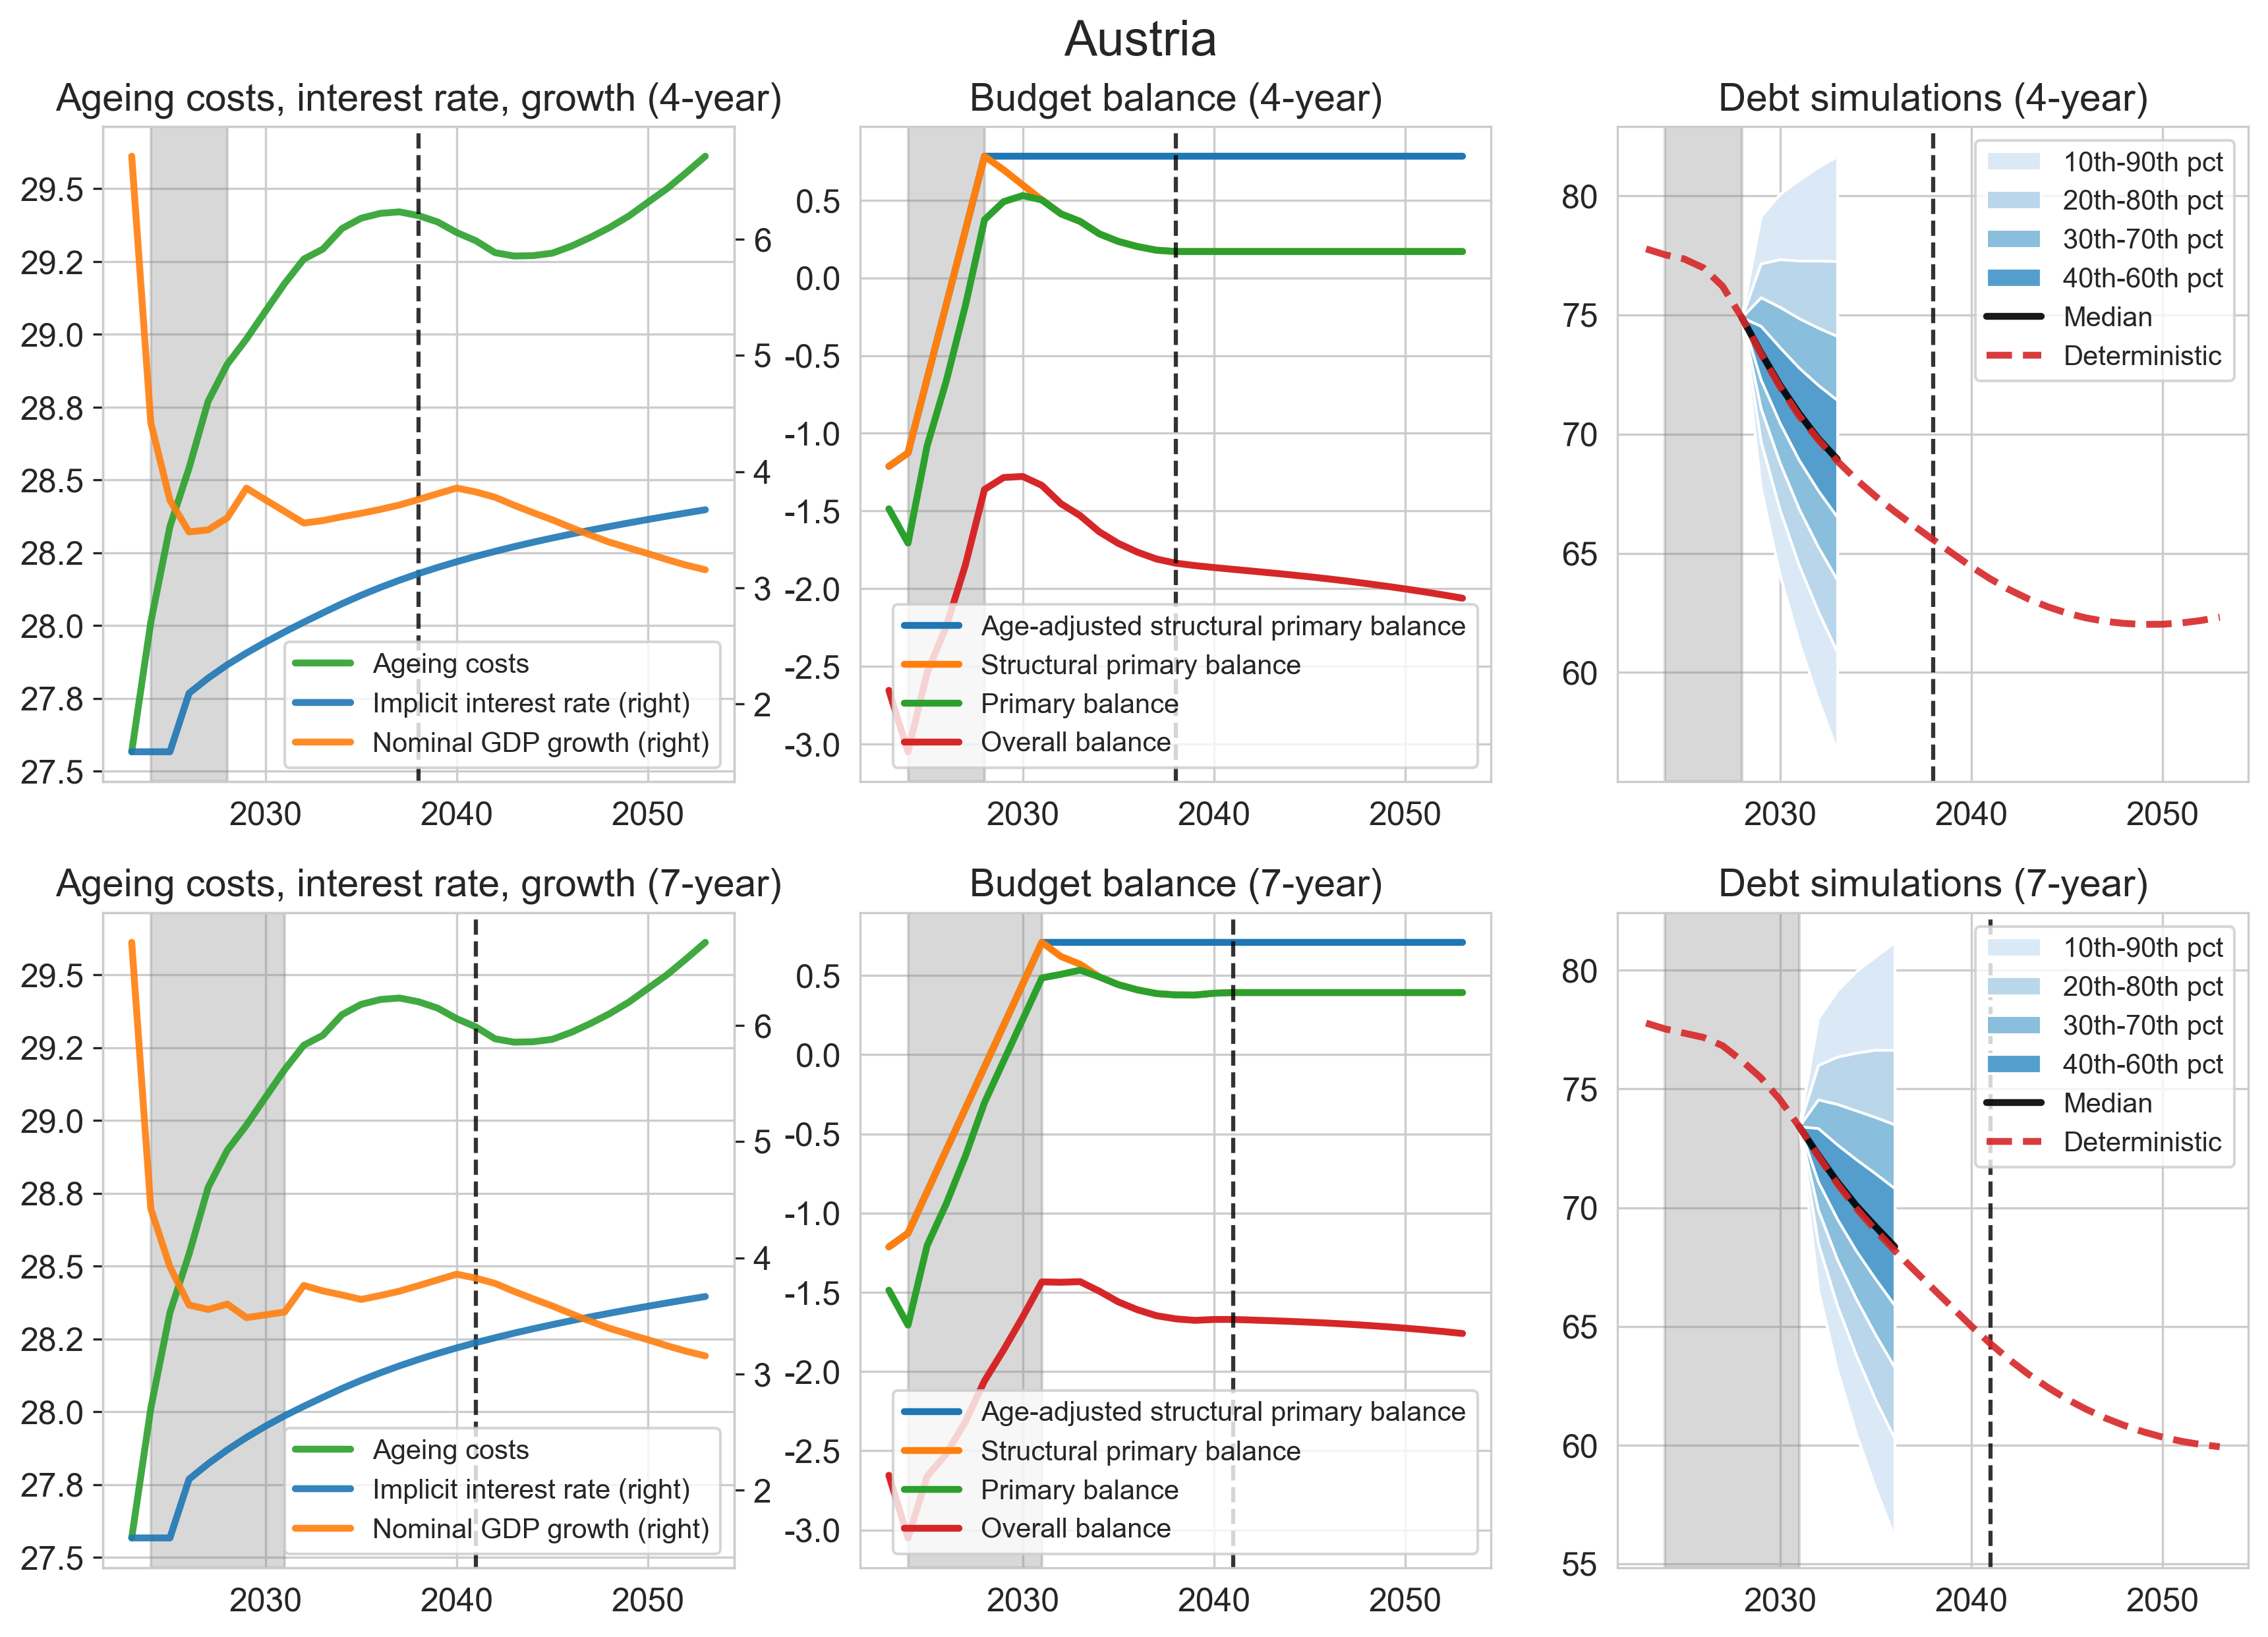 Austria
Ageing costs, interest rate, growth (4-year)
29.5
29.2
29.0
28.8
28.5
28.2
28.0
27.8
27.5
6
5
4
3
2
2030 2040 2050
Ageing costs
Implicit interest rate (right)
Nominal GDP growth (right)
Budget balance (4-year)
0.5
0.0
-0.5
-1.0
-1.5
-2.0
-2.5
-3.0
2030 2040 2050
Age-adjusted structural primary balance
Structural primary balance
Primary balance
Overall balance
Debt simulations (4-year)
80
75
70
65
60
2030 2040 2050
10th-90th pct
20th-80th pct
30th-70th pct
40th-60th pct
Median
Deterministic
Ageing costs, interest rate, growth (7-year)
29.5
29.2
29.0
28.8
28.5
28.2
28.0
27.8
27.5
6
5
4
3
2
2030 2040 2050
Ageing costs
Implicit interest rate (right)
Nominal GDP growth (right)
Budget balance (7-year)
0.5
0.0
-0.5
-1.0
-1.5
-2.0
-2.5
-3.0
2030 2040 2050
Age-adjusted structural primary balance
Structural primary balance
Primary balance
Overall balance
Debt simulations (7-year)
80
75
70
65
60
55
2030 2040 2050
10th-90th pct
20th-80th pct
30th-70th pct
40th-60th pct
Median
Deterministic